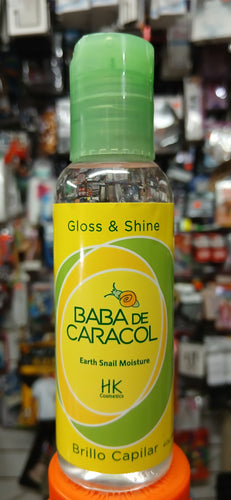 Gloss & Shine
BABA DE
CARACOL
Earth Snail Moisture
HK
Cosmetics
Brillo Capilar